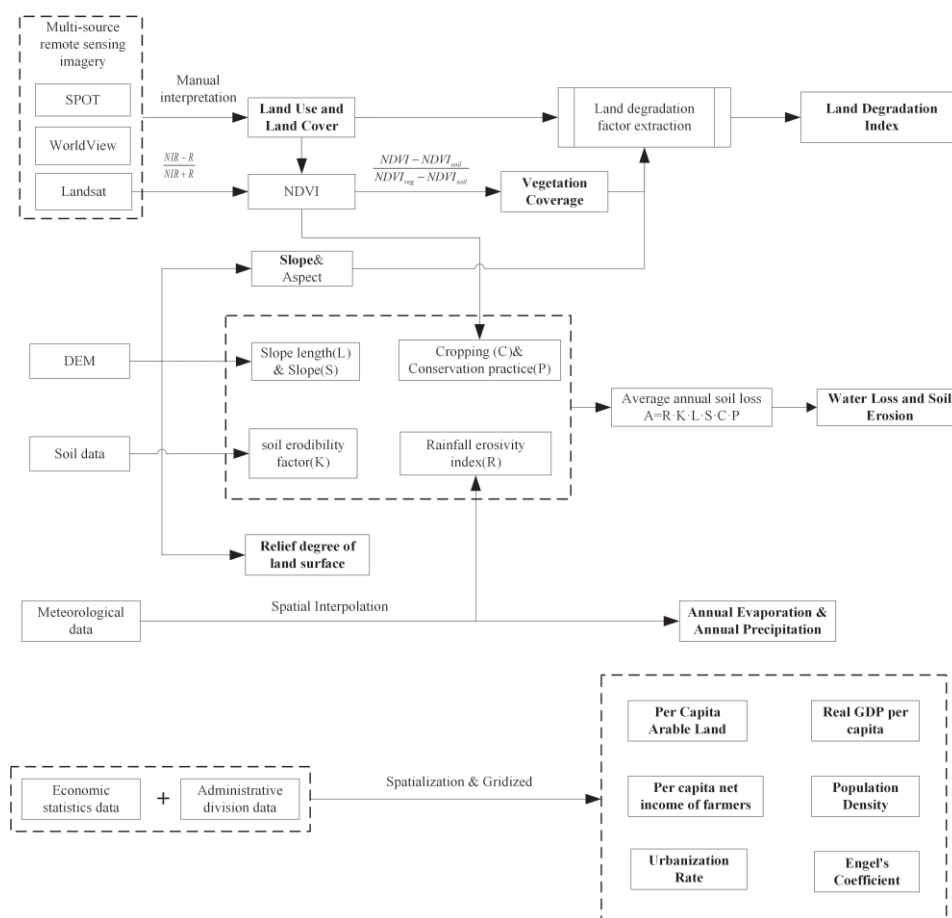 Multi-source
remote sensing
imagery
SPOT
WorldView
Landsat
Manual
interpretation
NIR − R
NIR + R
Land Use and
Land Cover
NDVI
NDVI − NDVIsoil
NDVIveg − NDVIsoil
Vegetation
Coverage
Land degradation
factor extraction
Land Degradation
Index
Slope&
Aspect
DEM
Slope length(L)
& Slope(S)
Cropping (C)&
Conservation practice(P)
Soil data
soil erodibility
factor(K)
Rainfall erosivity
index(R)
Average annual soil loss
A=R·K·L·S·C·P
Water Loss and Soil
Erosion
Relief degree of
land surface
Meteorological
data
Spatial Interpolation
Annual Evaporation &
Annual Precipitation
Economic
statistics data
+
Administrative
division data
Spatialization & Gridized
Per Capita
Arable Land
Real GDP per
capita
Per capita net
income of farmers
Population
Density
Urbanization
Rate
Engel's
Coefficient